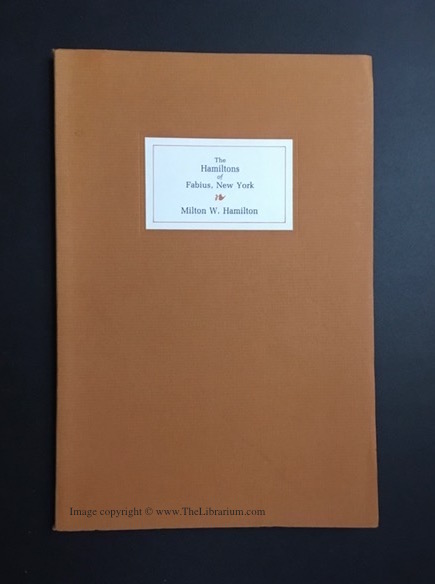 The
Hamiltons
of
Fabius, New York
Milton W. Hamilton
Image copyright © www.TheLibrarium.com